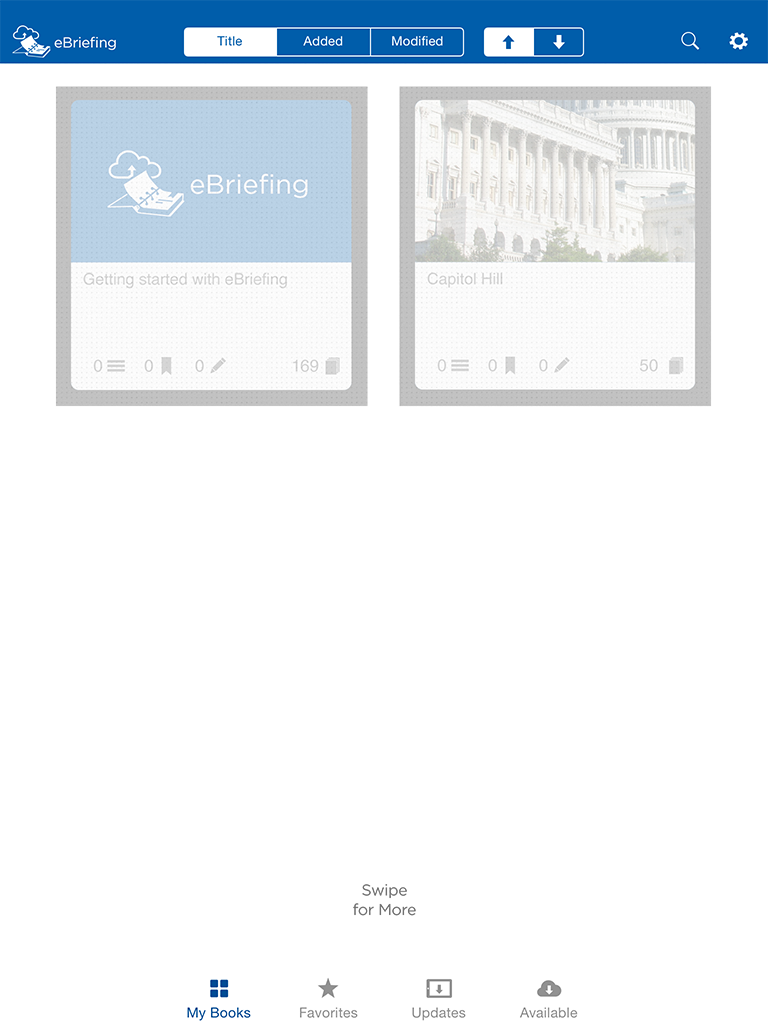 eBriefing
Title
Added
Modified
eBriefing
Getting started with eBriefing
0 0 0 169
Capitol Hill
0 0 0 50
Swipe
for More
My Books
Favorites
Updates
Available